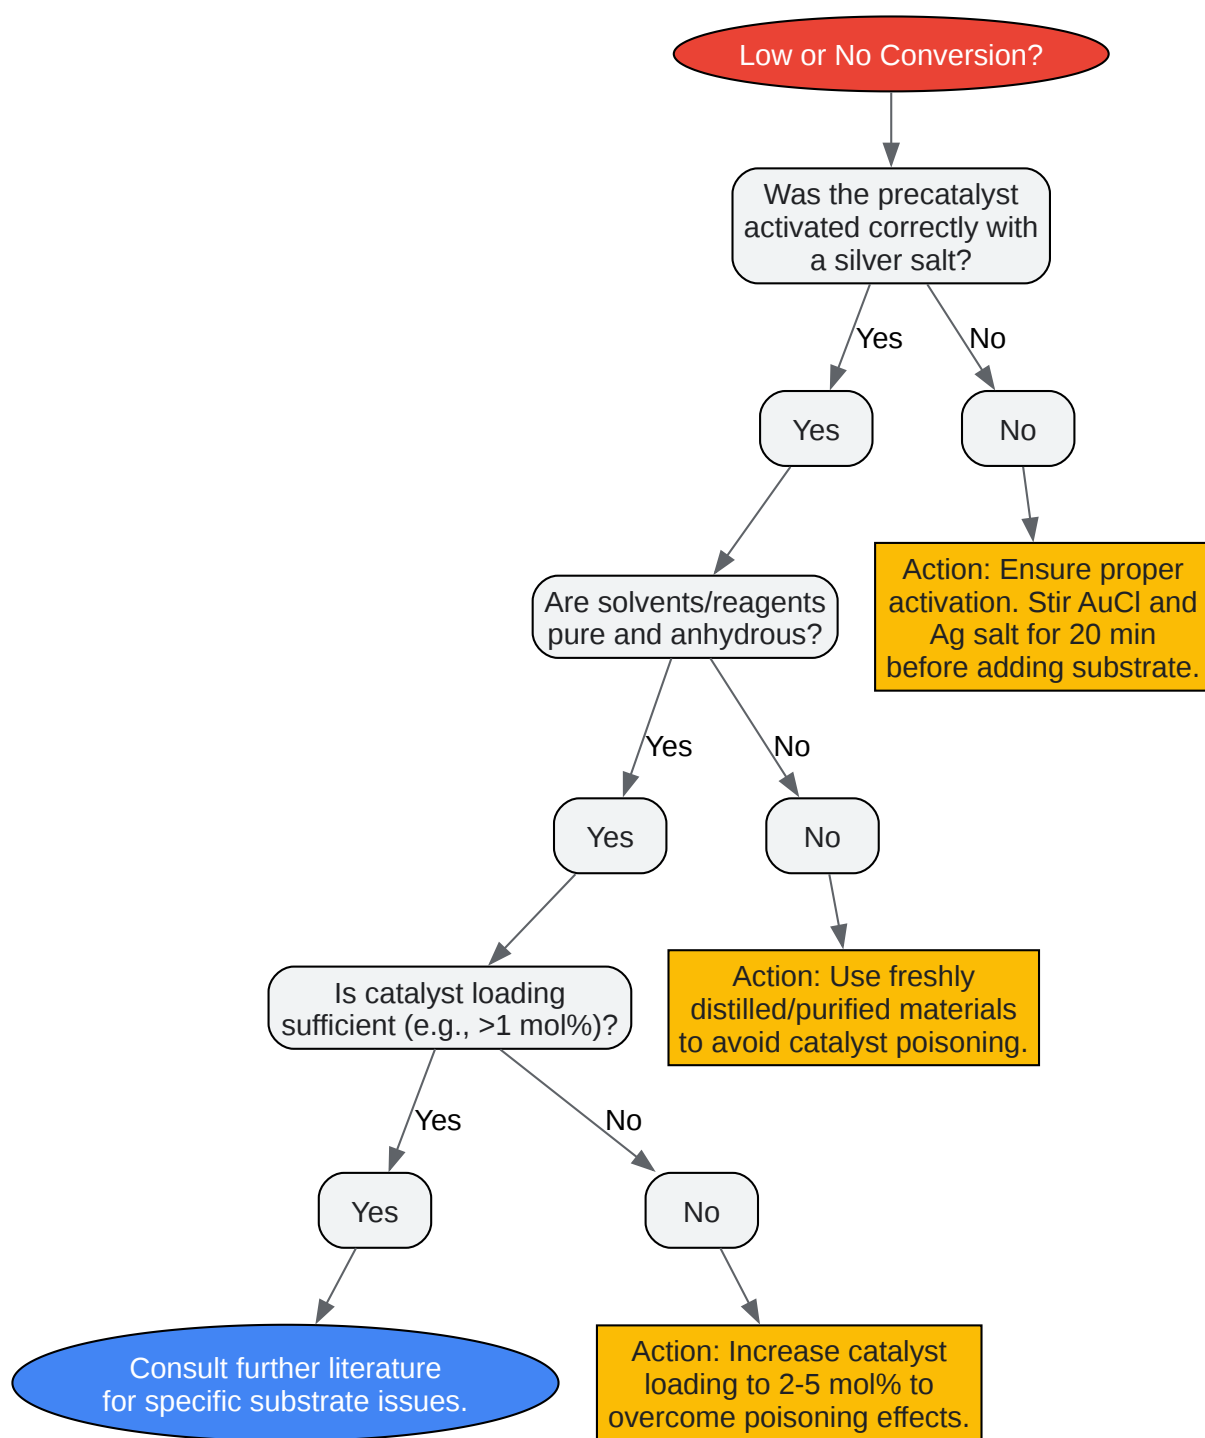 Low or No Conversion?
Was the precatalyst
activated correctly with
a silver salt?
Yes
No
Yes
No
Are solvents/reagents
pure and anhydrous?
Action: Ensure proper
activation. Stir AuCl and
Ag salt for 20 min
before adding substrate.
Yes
No
Yes
No
Is catalyst loading
sufficient (e.g., >1 mol%)?
Action: Use freshly
distilled/purified materials
to avoid catalyst poisoning.
Yes
No
Yes
No
Consult further literature
for specific substrate issues.
Action: Increase catalyst
loading to 2-5 mol% to
overcome poisoning effects.